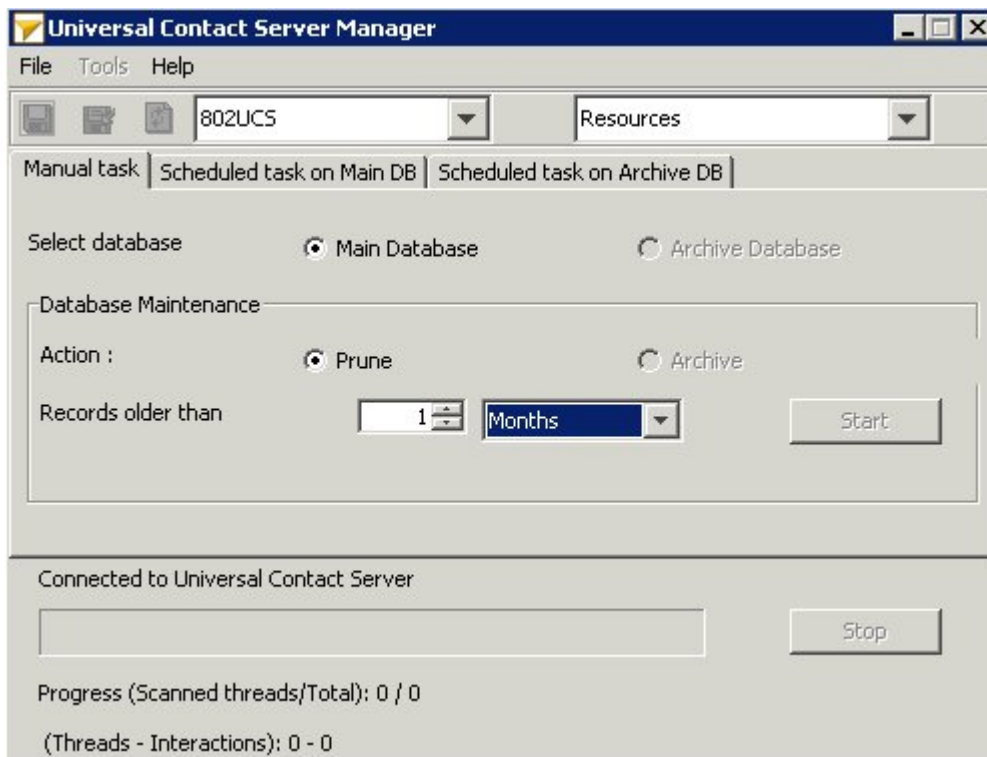 Universal Contact Server Manager
File Tools Help
802UCS Resources
Manual task Scheduled task on Main DB Scheduled task on Archive DB
Select database Main Database Archive Database
Database Maintenance
Action : Prune Archive
Records older than 1 Months Start
Connected to Universal Contact Server
Stop
Progress (Scanned threads/Total): 0 / 0
(Threads - Interactions): 0 - 0